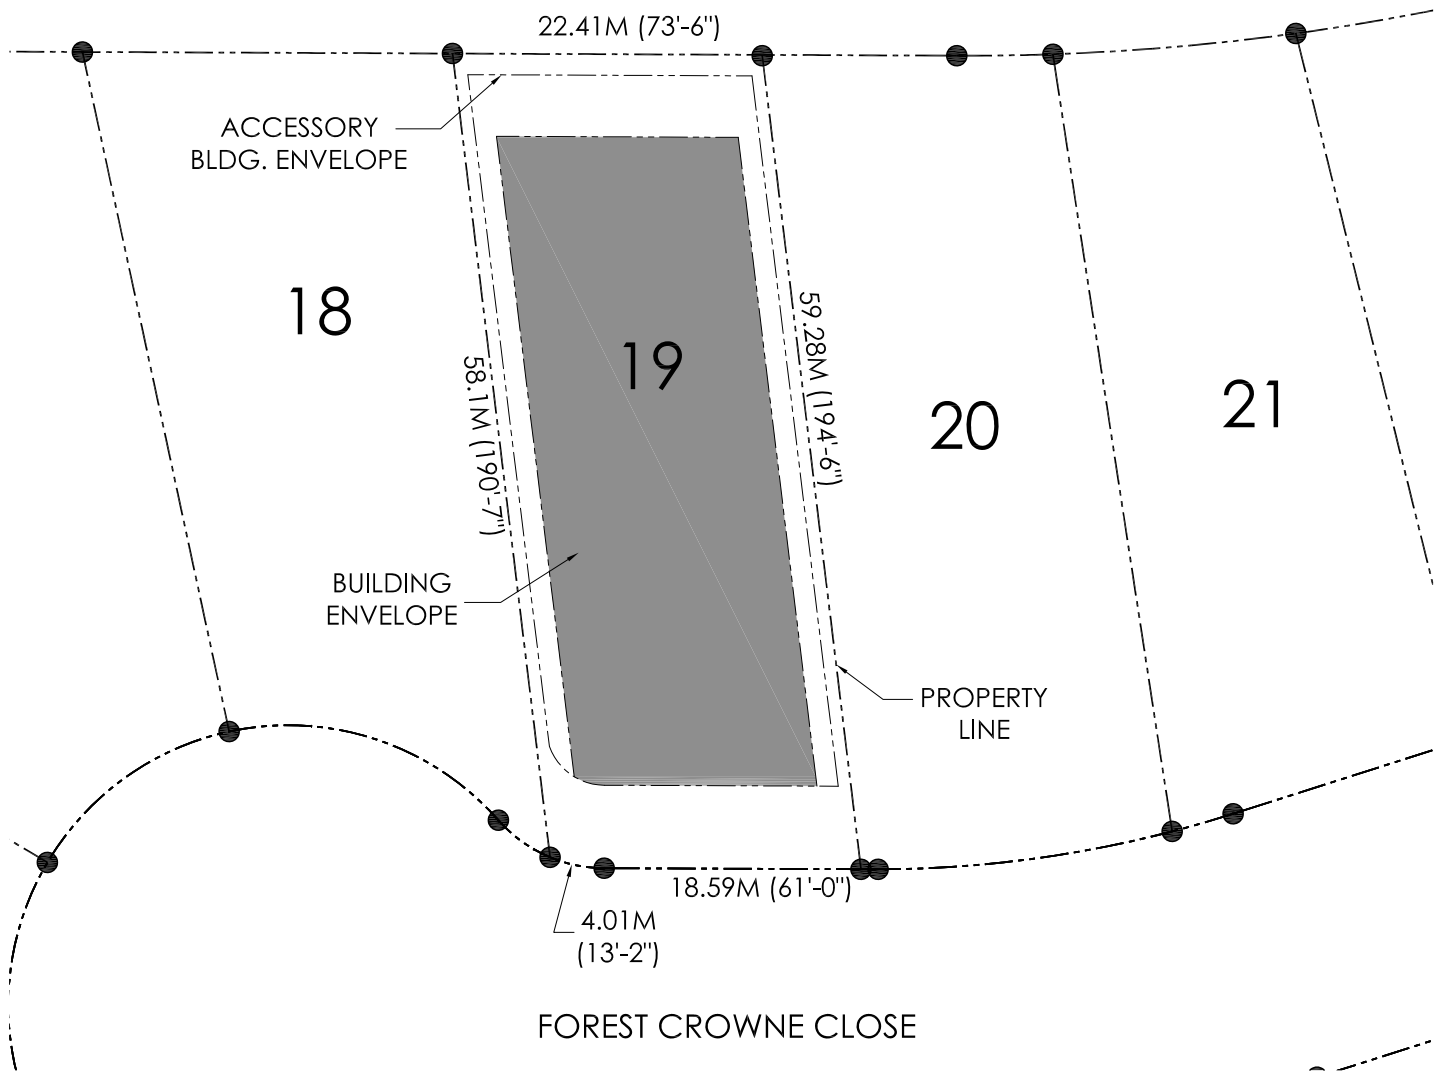 22.41M (73'-6")
ACCESSORY
BLDG. ENVELOPE
18
19
20
21
58.1M (190'-7")
59.28M (194'-6")
BUILDING
ENVELOPE
PROPERTY
LINE
18.59M (61'-0")
4.01M
(13'-2")
FOREST CROWNE CLOSE